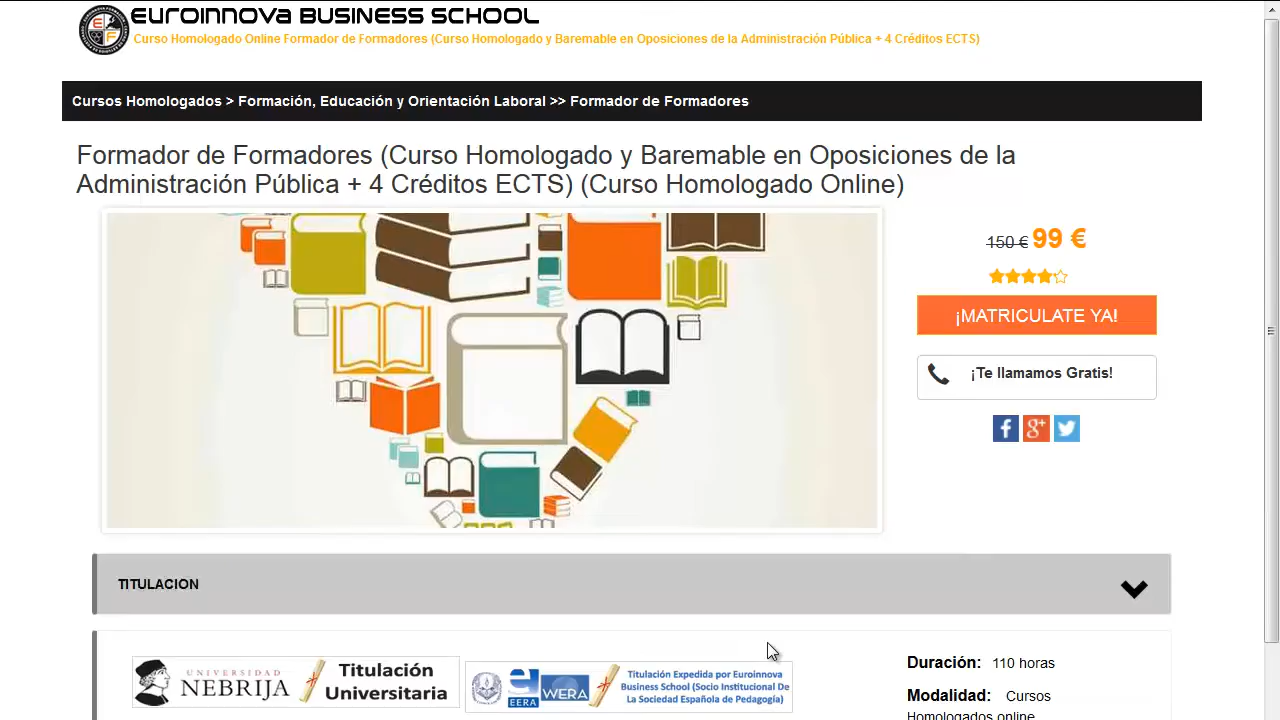 EUROINNOVA BUSINESS SCHOOL
Curso Homologado Online Formador de Formadores (Curso Homologado y Baremable en Oposiciones de la Administración Pública + 4 Créditos ECTS)
Cursos Homologados > Formación, Educación y Orientación Laboral >> Formador de Formadores
Formador de Formadores (Curso Homologado y Baremable en Oposiciones de la
Administración Pública + 4 Créditos ECTS) (Curso Homologado Online)
150 € 99 €
¡MATRICULATE YA!
¡Te llamamos Gratis!
TITULACION
UNIVERSIDAD
NEBRIJA
Titulación
Universitaria
EERA
WERA
Titulación Expedida por Euroinnova
Business School (Socio Institucional De
La Sociedad Española de Pedagogía)
Duración: 110 horas
Modalidad: Cursos
Homologados online